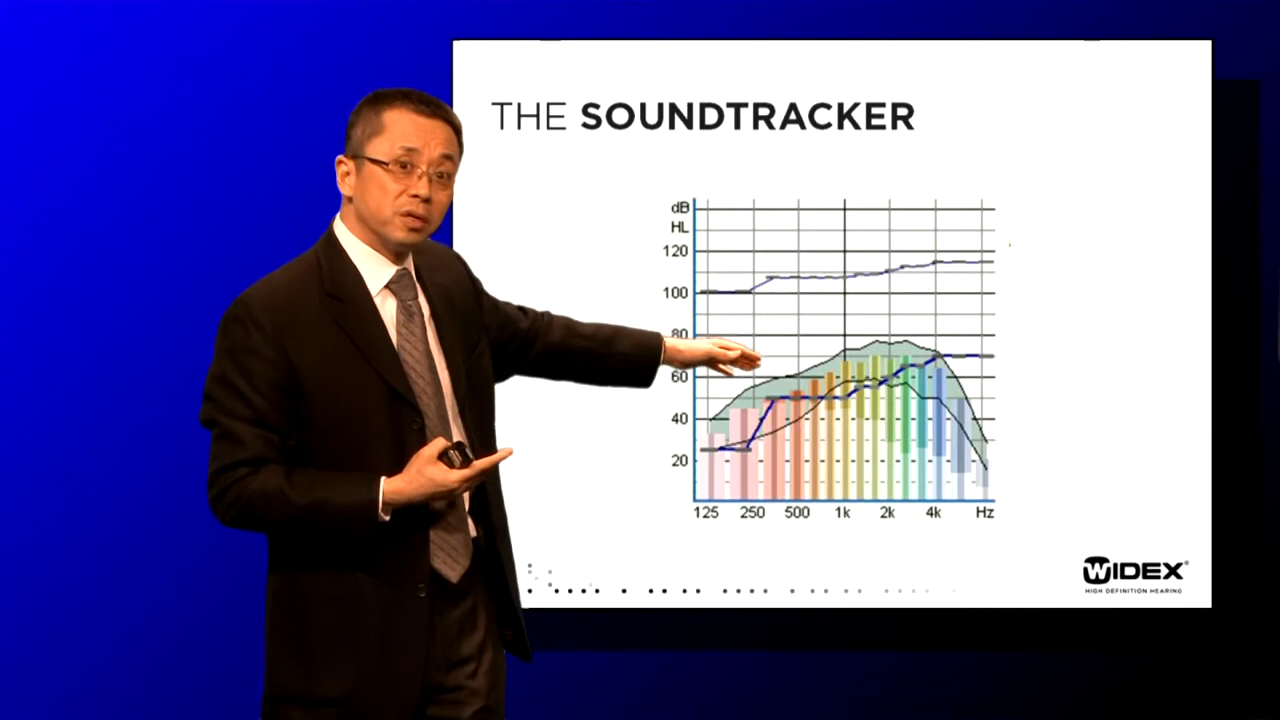 THE SOUNDTRACKER
dB
HL
120
100
80
60
40
20
125 250 500 1k 2k 4k Hz
WIDEX®
HIGH DEFINITION HEARING